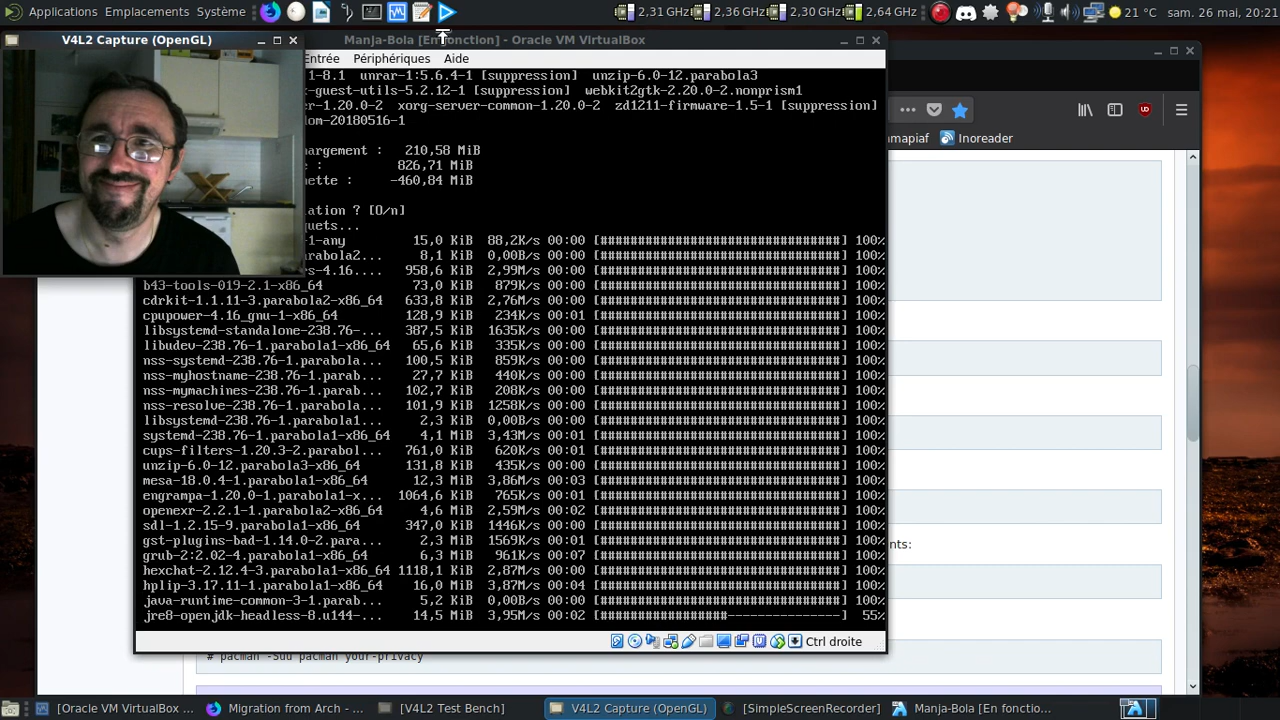 Applications Emplacements Système 2,31 GHz 2,36 GHz 2,30 GHz 2,64 GHz 21 °C sam. 26 mai, 20:21
V4L2 Capture (OpenGL)
Manja-Bola [En fonction] - Oracle VM VirtualBox
Entrée Périphériques Aide
1-8.1 unrar-1:5.6.4-1 [suppression] unzip-6.0-12.parabola3
-guest-utils-5.2.12-1 [suppression] webkit2gtk-2.20.0-2.nonprism1
er-1.20.0-2 xorg-server-common-1.20.0-2 zd1211-firmware-1.5-1 [suppression]
om-20180516-1
argement : 210,58 MiB
e : 826,71 MiB
ette : -460,84 MiB
lation ? [O/n]
quets...
-1-any 15,0 KiB 88,2K/s 00:00 [################################] 100%
arabola2... 8,1 KiB 0,00B/s 00:00 [################################] 100%
s-4.16.... 958,6 KiB 2,99M/s 00:00 [################################] 100%
b43-tools-019-2.1-x86_64 73,0 KiB 879K/s 00:00 [################################] 100%
cdrkit-1.1.11-3.parabola2-x86_64 633,8 KiB 2,76M/s 00:00 [################################] 100%
cpupower-4.16_gnu-1-x86_64 128,9 KiB 234K/s 00:01 [################################] 100%
libsystemd-standalone-238.76-... 387,5 KiB 1635K/s 00:00 [################################] 100%
libudev-238.76-1.parabola1-x86_64 65,6 KiB 335K/s 00:00 [################################] 100%
nss-systemd-238.76-1.parabola... 100,5 KiB 859K/s 00:00 [################################] 100%
nss-myhostname-238.76-1.parab... 27,7 KiB 440K/s 00:00 [################################] 100%
nss-mymachines-238.76-1.parab... 102,7 KiB 208K/s 00:00 [################################] 100%
nss-resolve-238.76-1.parabola... 101,9 KiB 1258K/s 00:00 [################################] 100%
libsystemd-238.76-1.parabola1... 2,3 KiB 0,00B/s 00:00 [################################] 100%
systemd-238.76-1.parabola1-x86_64 4,1 MiB 3,43M/s 00:01 [################################] 100%
cups-filters-1.20.3-2.parabol... 761,0 KiB 620K/s 00:01 [################################] 100%
unzip-6.0-12.parabola3-x86_64 131,8 KiB 435K/s 00:00 [################################] 100%
mesa-18.0.4-1.parabola1-x86_64 12,3 MiB 3,86M/s 00:03 [################################] 100%
engrampa-1.20.0-1.parabola1-x... 1064,6 KiB 765K/s 00:01 [################################] 100%
openexr-2.2.1-1.parabola2-x86_64 4,6 MiB 2,59M/s 00:02 [################################] 100%
sdl-1.2.15-9.parabola1-x86_64 347,0 KiB 1446K/s 00:00 [################################] 100%
gst-plugins-bad-1.14.0-2.para... 2,3 MiB 1569K/s 00:01 [################################] 100%
grub-2:2.02-4.parabola1-x86_64 6,3 MiB 961K/s 00:07 [################################] 100%
hexchat-2.12.4-3.parabola1-x86_64 1118,1 KiB 2,87M/s 00:00 [################################] 100%
hplip-3.17.11-1.parabola1-x86_64 16,0 MiB 3,87M/s 00:04 [################################] 100%
java-runtime-common-3-1.parab... 5,2 KiB 0,00B/s 00:00 [################################] 100%
jre8-openjdk-headless-8.u144-... 14,5 MiB 3,95M/s 00:02 [#################---------------] 55%
Ctrl droite
mapiaf Inoreader
nts:
# pacman -Suu pacman your-privacy
[Oracle VM VirtualBox ... Migration from Arch - ... [V4L2 Test Bench] V4L2 Capture (OpenGL) [SimpleScreenRecorder] Manja-Bola [En fonctio...